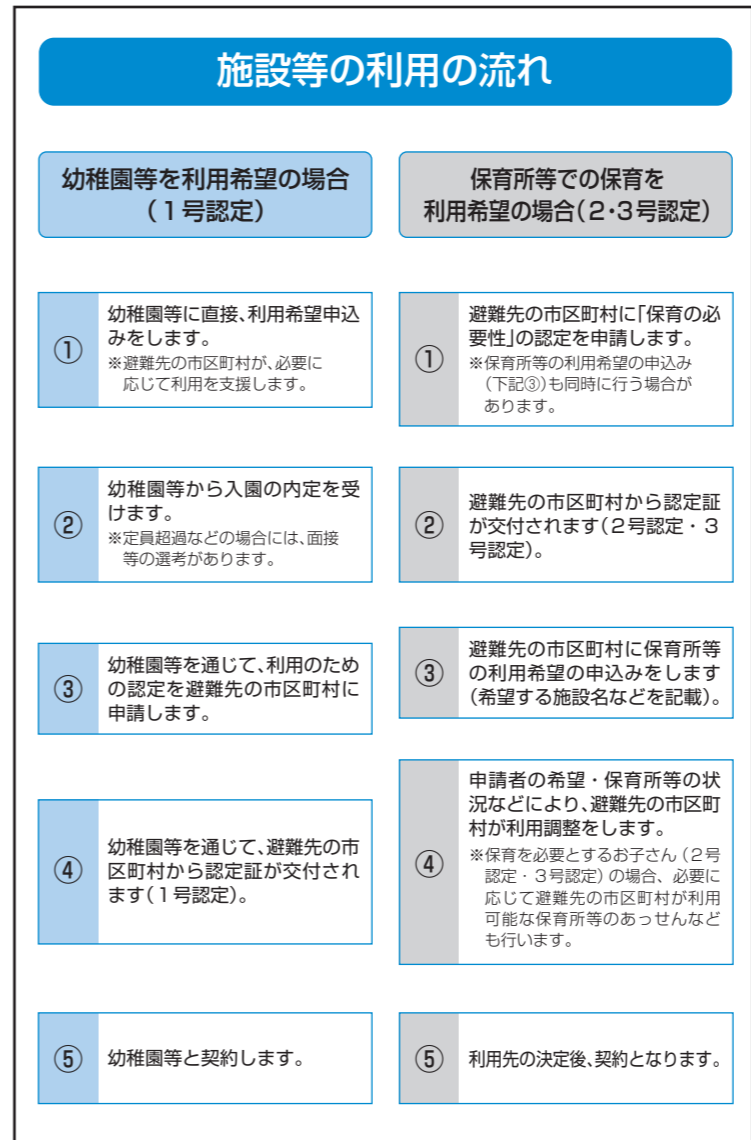 施設等の利用の流れ
幼稚園等を利用希望の場合
(1号認定)
①
幼稚園等に直接、利用希望申込
みをします。
※避難先の市区町村が、必要に
応じて利用を支援します。
②
幼稚園等から入園の内定を受
けます。
※定員超過などの場合には、面接
等の選考があります。
③
幼稚園等を通じて、利用のため
の認定を避難先の市区町村に
申請します。
④
幼稚園等を通じて、避難先の市
区町村から認定証が交付され
ます(1号認定)。
⑤
幼稚園等と契約します。
保育所等での保育を
利用希望の場合(2・3号認定)
①
避難先の市区町村に「保育の必
要性」の認定を申請します。
※保育所等の利用希望の申込み
(下記③)も同時に行う場合が
あります。
②
避難先の市区町村から認定証
が交付されます(2号認定・3
号認定)。
③
避難先の市区町村に保育所等
の利用希望の申込みをします
(希望する施設名などを記載)。
④
申請者の希望・保育所等の状
況などにより、避難先の市区町
村が利用調整をします。
※保育を必要とするお子さん(2号
認定・3号認定)の場合、必要に
応じて避難先の市区町村が利用
可能な保育所等のあっせんなど
も行います。
⑤
利用先の決定後、契約となります。